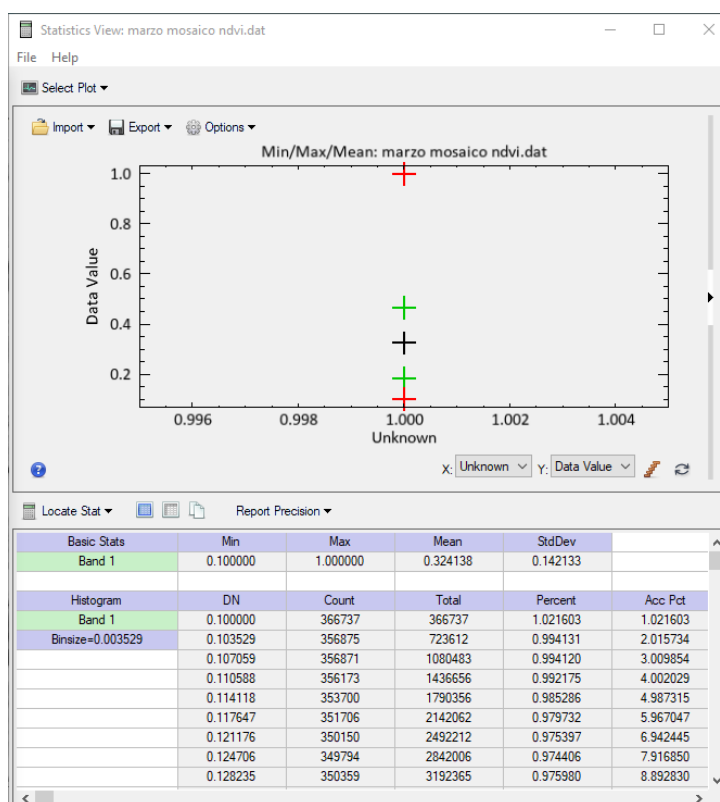 Statistics View: marzo mosaico ndvi.dat
File Help
Select Plot
Import Export Options
Min/Max/Mean: marzo mosaico ndvi.dat
1.0
0.8
0.6
0.4
0.2
Data Value
0.996 0.998 1.000 1.002 1.004
Unknown
X: Unknown Y: Data Value
Locate Stat Report Precision
Basic Stats Min Max Mean StdDev
Band 1 0.100000 1.000000 0.324138 0.142133
Histogram DN Count Total Percent Acc Pct
Band 1 0.100000 366737 366737 1.021603 1.021603
Binsize=0.003529 0.103529 356875 723612 0.994131 2.015734
0.107059 356871 1080483 0.994120 3.009854
0.110588 356173 1436656 0.992175 4.002029
0.114118 353700 1790356 0.985286 4.987315
0.117647 351706 2142062 0.979732 5.967047
0.121176 350150 2492212 0.975397 6.942445
0.124706 349794 2842006 0.974406 7.916850
0.128235 350359 3192365 0.975980 8.892830